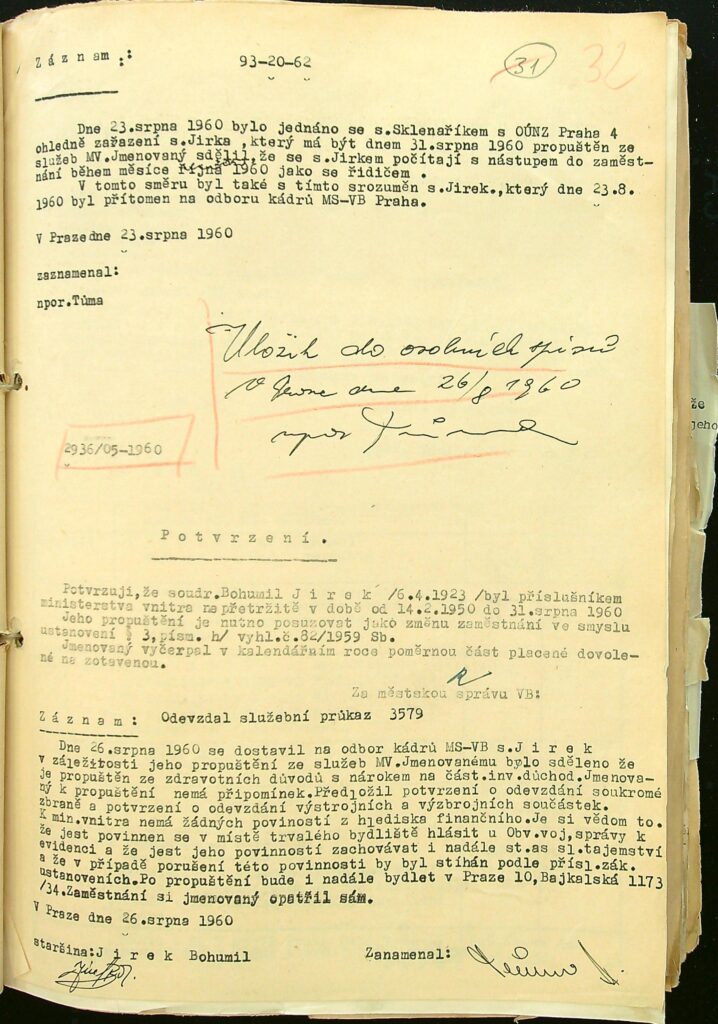 Záznam: 93-20-62
31 32
Dne 23.srpna 1960 bylo jednáno se s.Sklenaříkem s OÚNZ Praha 4
ohledně zařazení s.Jirka ,který má být dnem 31.srpna 1960 propuštěn ze
služeb MV.Jmenovaný sdělil,že se s.Jirkem počítají s nástupem do zaměst-
nání během měsíce října 1960 jako se řidičem .
V tomto směru byl také s tímto srozuměn s.Jirek.,který dne 23.8.
1960 byl přítomen na odboru kádrů MS-VB Praha.
V Prazedne 23.srpna 1960
zaznamenal:
npor.Tůma
Uložit do osobních spisů
V Praze dne 26/8 1960
npor Tůma
2936/05-1960
že
jeho
Potvrzení.
Potvrzují,že soudr.Bohumil J i r e k /6.4.1923 /byl příslušníkem
ministerstva vnitra nepřetržitě v době od 14.2.1950 do 31.srpna 1960
Jeho propuštění je nutno posuzovat jako změnu zaměstnání ve smyslu
ustanovení § 3,písm. h/ vyhl.č.82/1959 Sb.
Jmenovaný vyčerpal v kalendářním roce poměrnou část placené dovole-
né na zotavenou.
Za městskou správu VB:
Záznam: Odevzdal služební průkaz 3579
Dne 26.srpna 1960 se dostavil na odbor kádrů MS-VB s.J i r e k
v záležitosti jeho propuštění ze služeb MV.Jmenovanému bylo sděleno že
je propuštěn ze zdravotních důvodů s nárokem na část.inv.důchod.Jmenova-
ný k propuštění nemá připomínek.Předložil potvrzení o odevzdání soukromé
zbraně a potvrzení o odevzdání výstrojních a výzbrojních součástek.
K min.vnitra nemá žádných poviností z hlediska finančního.Je si vědom to.
že jest povinnen se v místě trvalého bydliště hlásit u Obv.voj,správy k
evidenci a že jest jeho povinností zachovávat i nadále st.as sl.tajemství
a že v případě porušení této povinnosti by byl stíhán podle přísl.zák.
ustanoveních.Po propuštění bude i nadále bydlet v Praze 10,Bajkalská 1173
/34.Zaměstnání si jmenovaný opatřil sám.
V Praze dne 26.srpna 1960
staršina:J i r e k Bohumil Zanamenal: